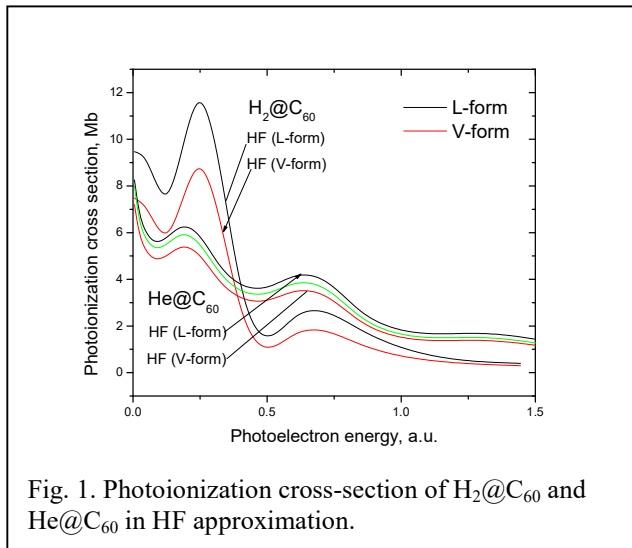 Photoionization cross section, Mb
12
10
8
6
4
2
0
H₂@C₆₀
HF (L-form)
HF (V-form)
L-form
V-form
He@C₆₀
HF (L-form)
HF (V-form)
0.0 0.5 1.0 1.5
Photoelectron energy, a.u.
Fig. 1. Photoionization cross-section of H₂@C₆₀ and
He@C₆₀ in HF approximation.